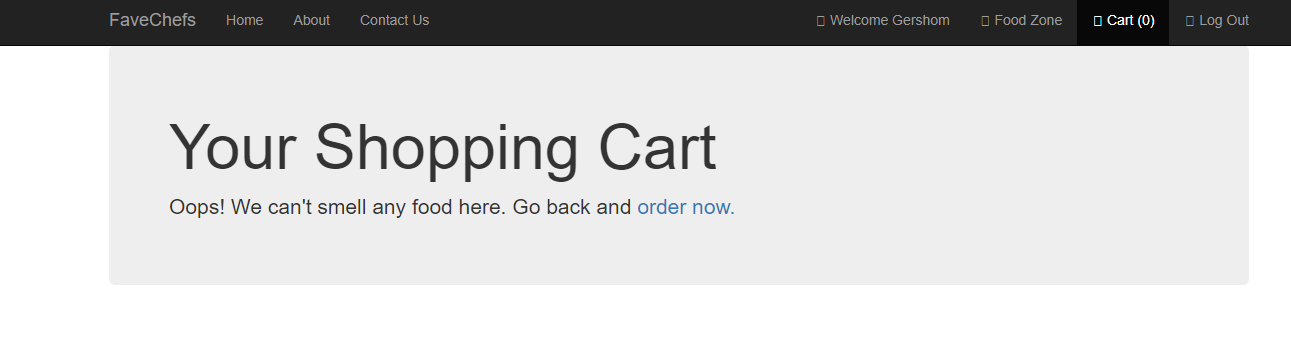 FaveChefs Home About Contact Us Welcome Gershom Food Zone Cart (0) Log Out
Your Shopping Cart
Oops! We can't smell any food here. Go back and order now.